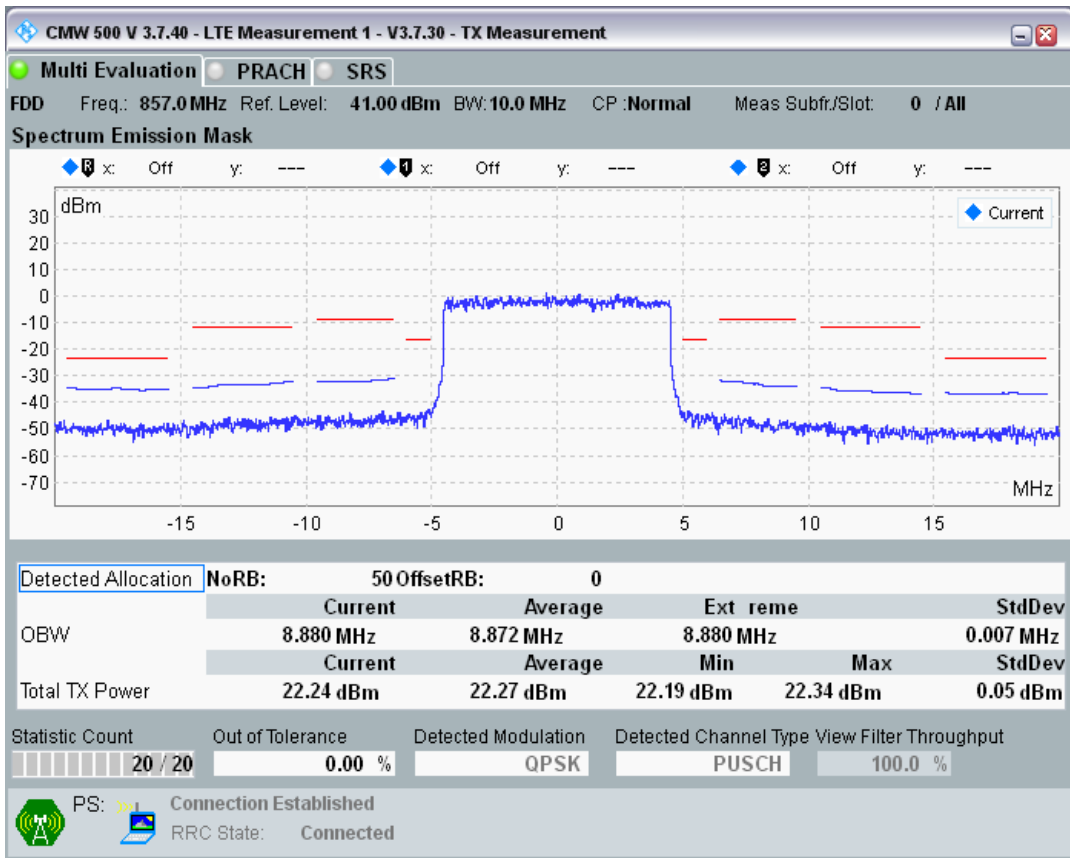 CMW 500 V 3.7.40 - LTE Measurement 1 - V3.7.30 - TX Measurement
Multi Evaluation PRACH SRS
FDD Freq.: 857.0 MHz Ref. Level: 41.00 dBm BW: 10.0 MHz CP : Normal Meas Subfr./Slot: 0 / All
Spectrum Emission Mask
R x: Off y: --- 1 x: Off y: --- 2 x: Off y: ---
dBm
Current
30
20
10
0
-10
-20
-30
-40
-50
-60
-70
MHz
-15 -10 -5 0 5 10 15
Detected Allocation NoRB: 50 OffsetRB: 0
Current Average Ext reme StdDev
OBW 8.880 MHz 8.872 MHz 8.880 MHz 0.007 MHz
Current Average Min Max StdDev
Total TX Power 22.24 dBm 22.27 dBm 22.19 dBm 22.34 dBm 0.05 dBm
Statistic Count Out of Tolerance Detected Modulation Detected Channel Type View Filter Throughput
20 / 20 0.00 % QPSK PUSCH 100.0 %
PS: Connection Established
RRC State: Connected